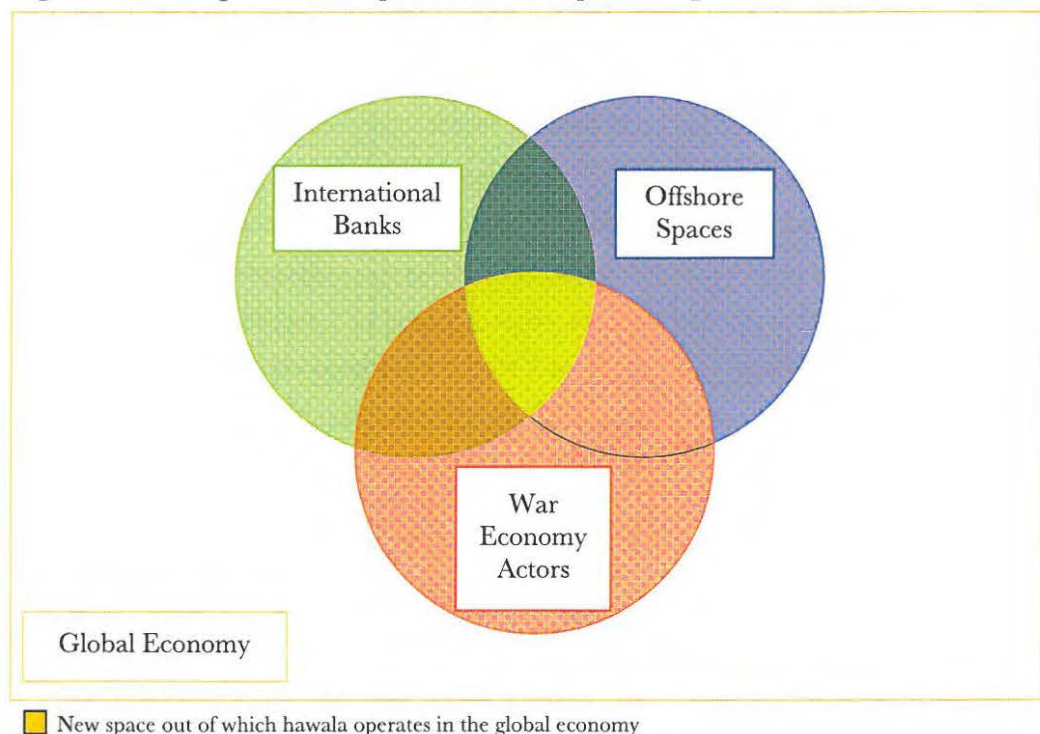 International
Banks
Offshore
Spaces
War
Economy
Actors
Global Economy
New space out of which hawala operates in the global economy